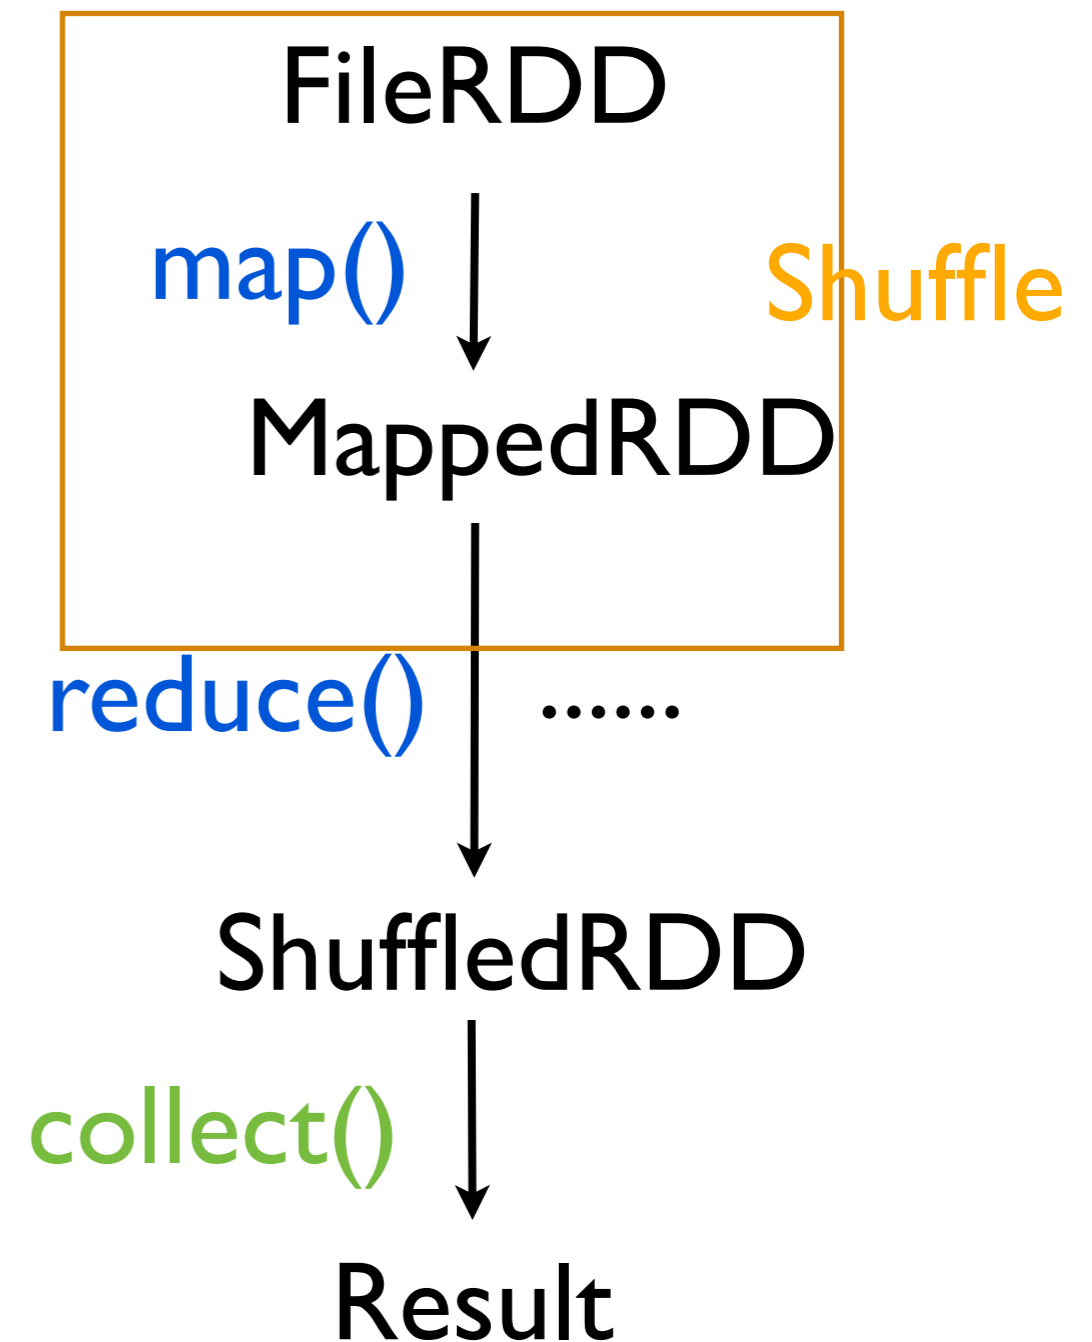 FileRDD
map()
Shuffle
MappedRDD
reduce()
......
ShuffledRDD
collect()
Result